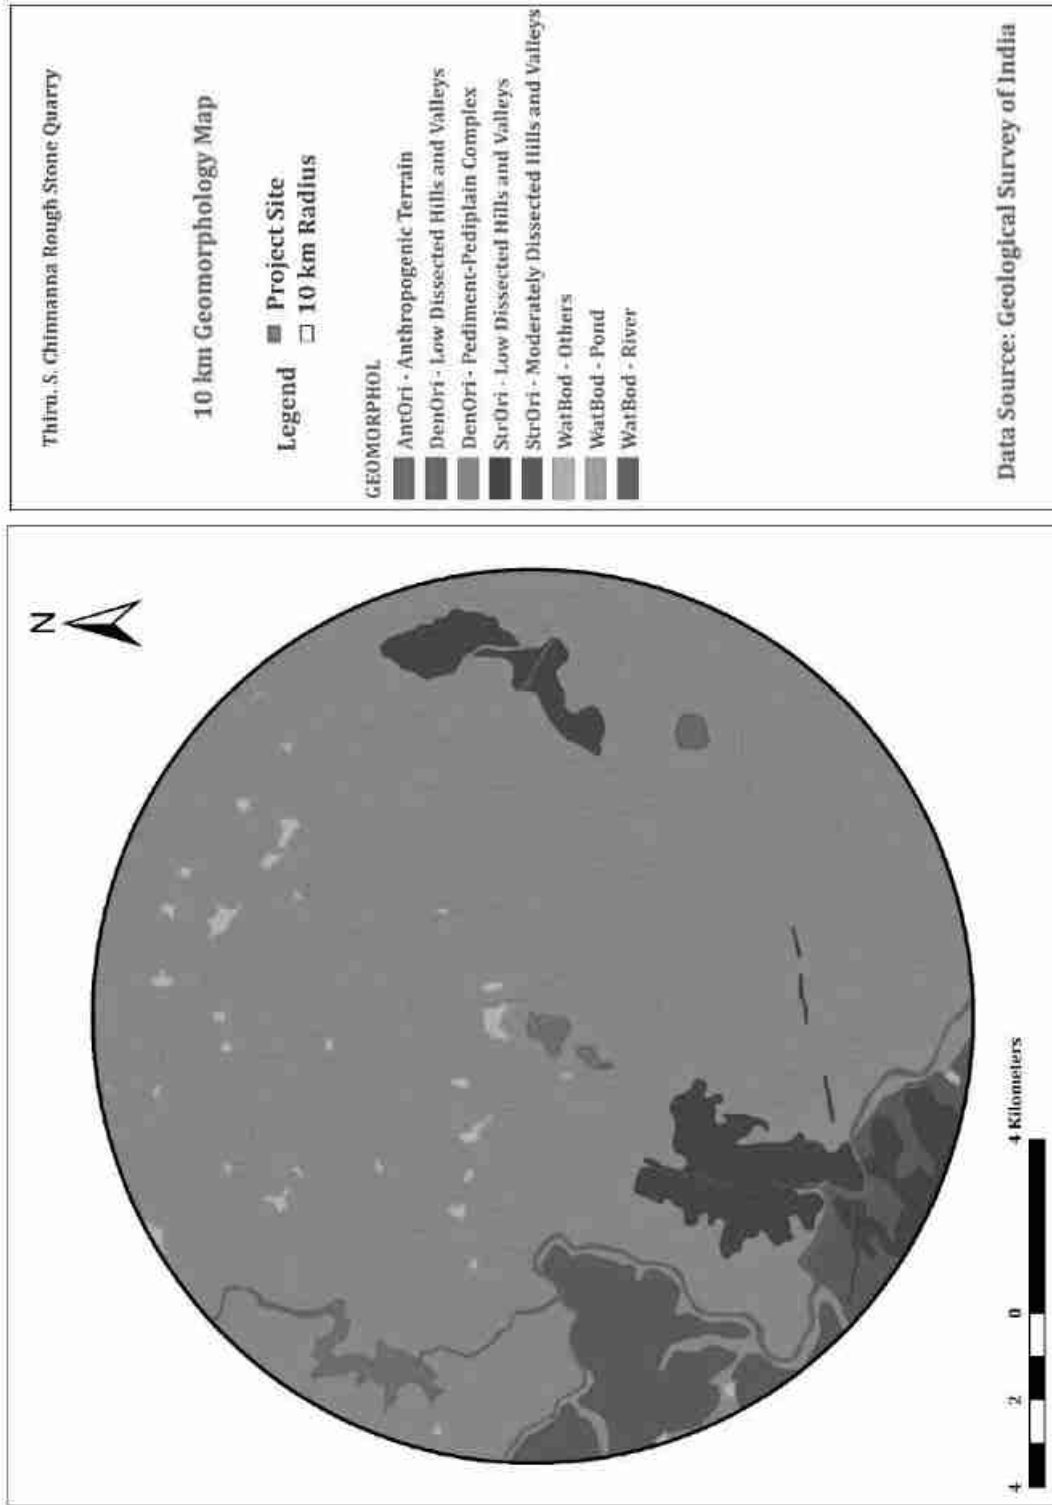 Thiru. S. Chinnanna Rough Stone Quarry
10 km Geomorphology Map
Legend
Project Site
10 km Radius
GEOMORPHOL
AntOri - Anthropogenic Terrain
DenOri - Low Dissected Hills and Valleys
DenOri - Pediment-Pediplain Complex
StrOri - Low Dissected Hills and Valleys
StrOri - Moderately Dissected Hills and Valleys
WatBod - Others
WatBod - Pond
WatBod - River
Data Source: Geological Survey of India
N
4 2 0 4 Kilometers